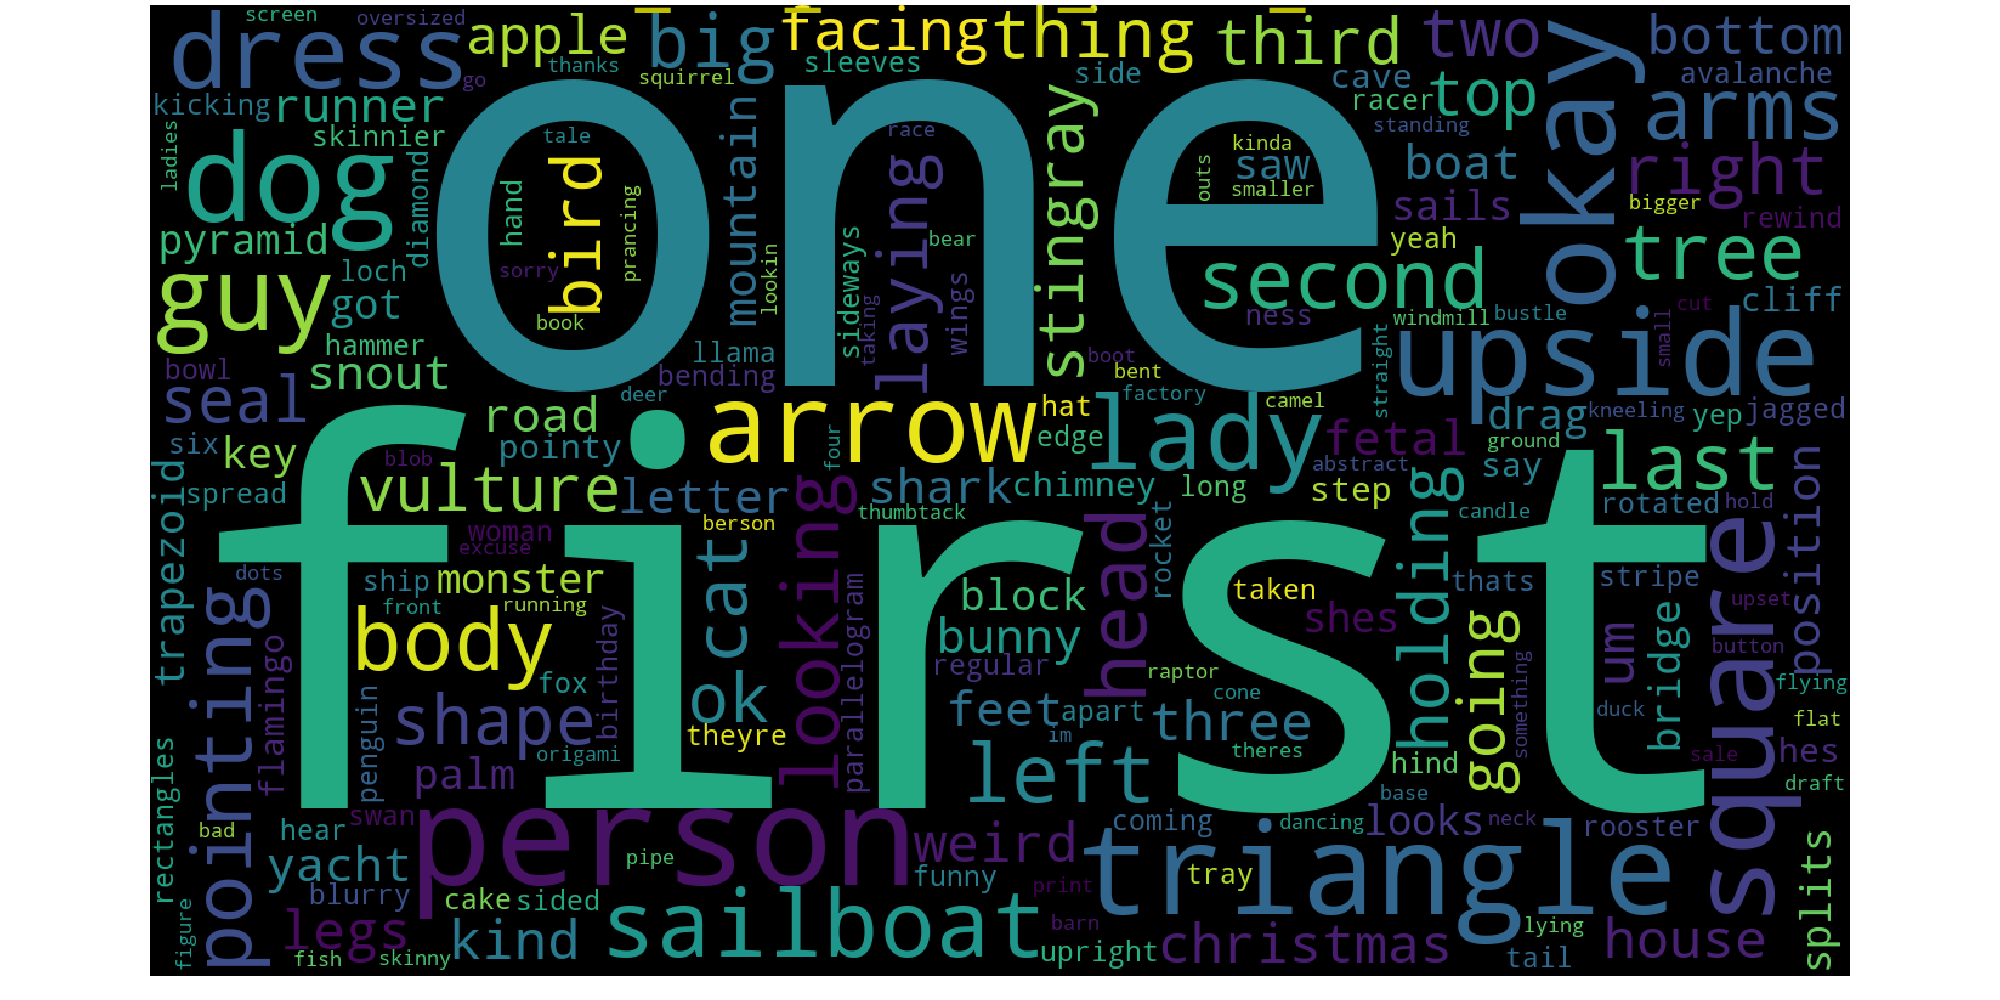 screen
oversized
dress
apple
big
facing
thing
third
two
okay
bottom
go
thanks
squirrel
sleeves
side
cave
avalanche
kicking
runner
one
mountain
stingray
racer
top
arms
ladies
skinnier
tale
race
kinda
standing
dog
diamond
bird
laying
outs
saw
boat
right
hand
prancing
smaller
sails
bigger
rewind
pyramid
sorry
lookin
sideways
bear
second
yeah
tree
guy
loch
got
book
taking
wings
ness
windmill
bustle
cut
cliff
hammer
llama
straight
upside
small
bowl
snout
bending
boot
bent
seal
deer
factory
camel
first
road
arrow
hat
lady
drag
kneeling
yep
jagged
six
key
pointy
four
edge
fetal
ground
last
blob
abstract
say
trapezoid
spread
vulture
letter
looking
shark
chimney
long
step
holding
rotated
hold
position
thumbtack
head
rocket
candle
square
woman
berson
excuse
cat
dots
ship
monster
block
taken
thats
stripe
pointing
front
running
birthday
parallelogram
shes
upset
flamingo
body
bunny
going
um
bridge
button
regular
raptor
something
penguin
fox
ok
feet
apart
cone
duck
flying
shape
three
flat
rectangles
origami
theyre
im
theres
sale
hes
palm
left
hind
draft
base
bad
hear
swan
person
weird
coming
dancing
looks
neck
rooster
splits
yacht
pipe
triangle
blurry
cake
sided
funny
print
tray
figure
legs
kind
sailboat
barn
lying
fish
skinny
upright
christmas
tail
house